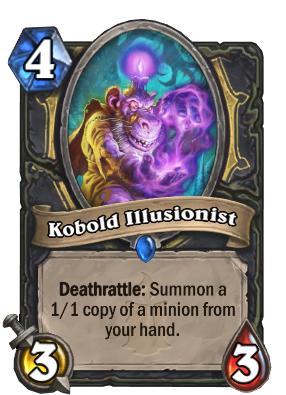 4
Kobold Illusionist
Deathrattle: Summon a
1/1 copy of a minion from
your hand.
3
3